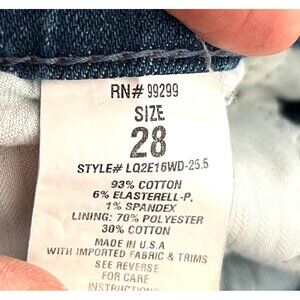 RN# 99299
SIZE
28
STYLE# LQ2E16WD-25.5
93% COTTON
6% ELASTERELL-P,
1% SPANDEX
LINING: 70% POLYESTER
30% COTTON
MADE IN U.S.A
WITH IMPORTED FABRIC & TRIMS
SEE REVERSE
FOR CARE
INSTRUCTIONS